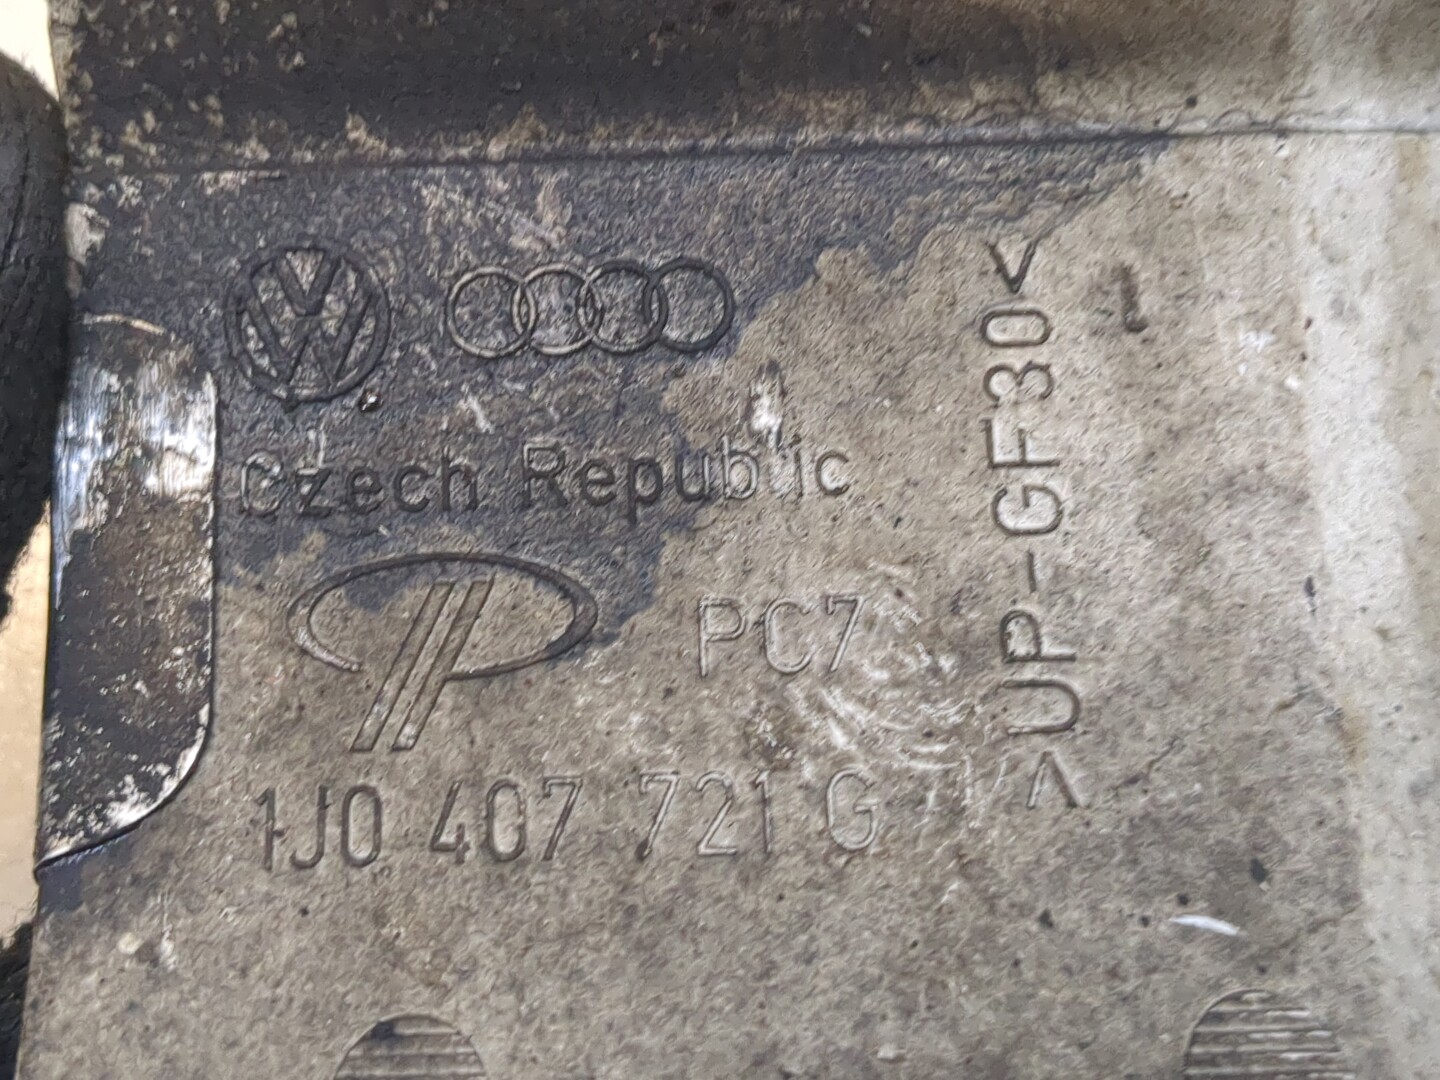 Czech Republic
PC7
1J0 407 721 G
>UP-GF30<